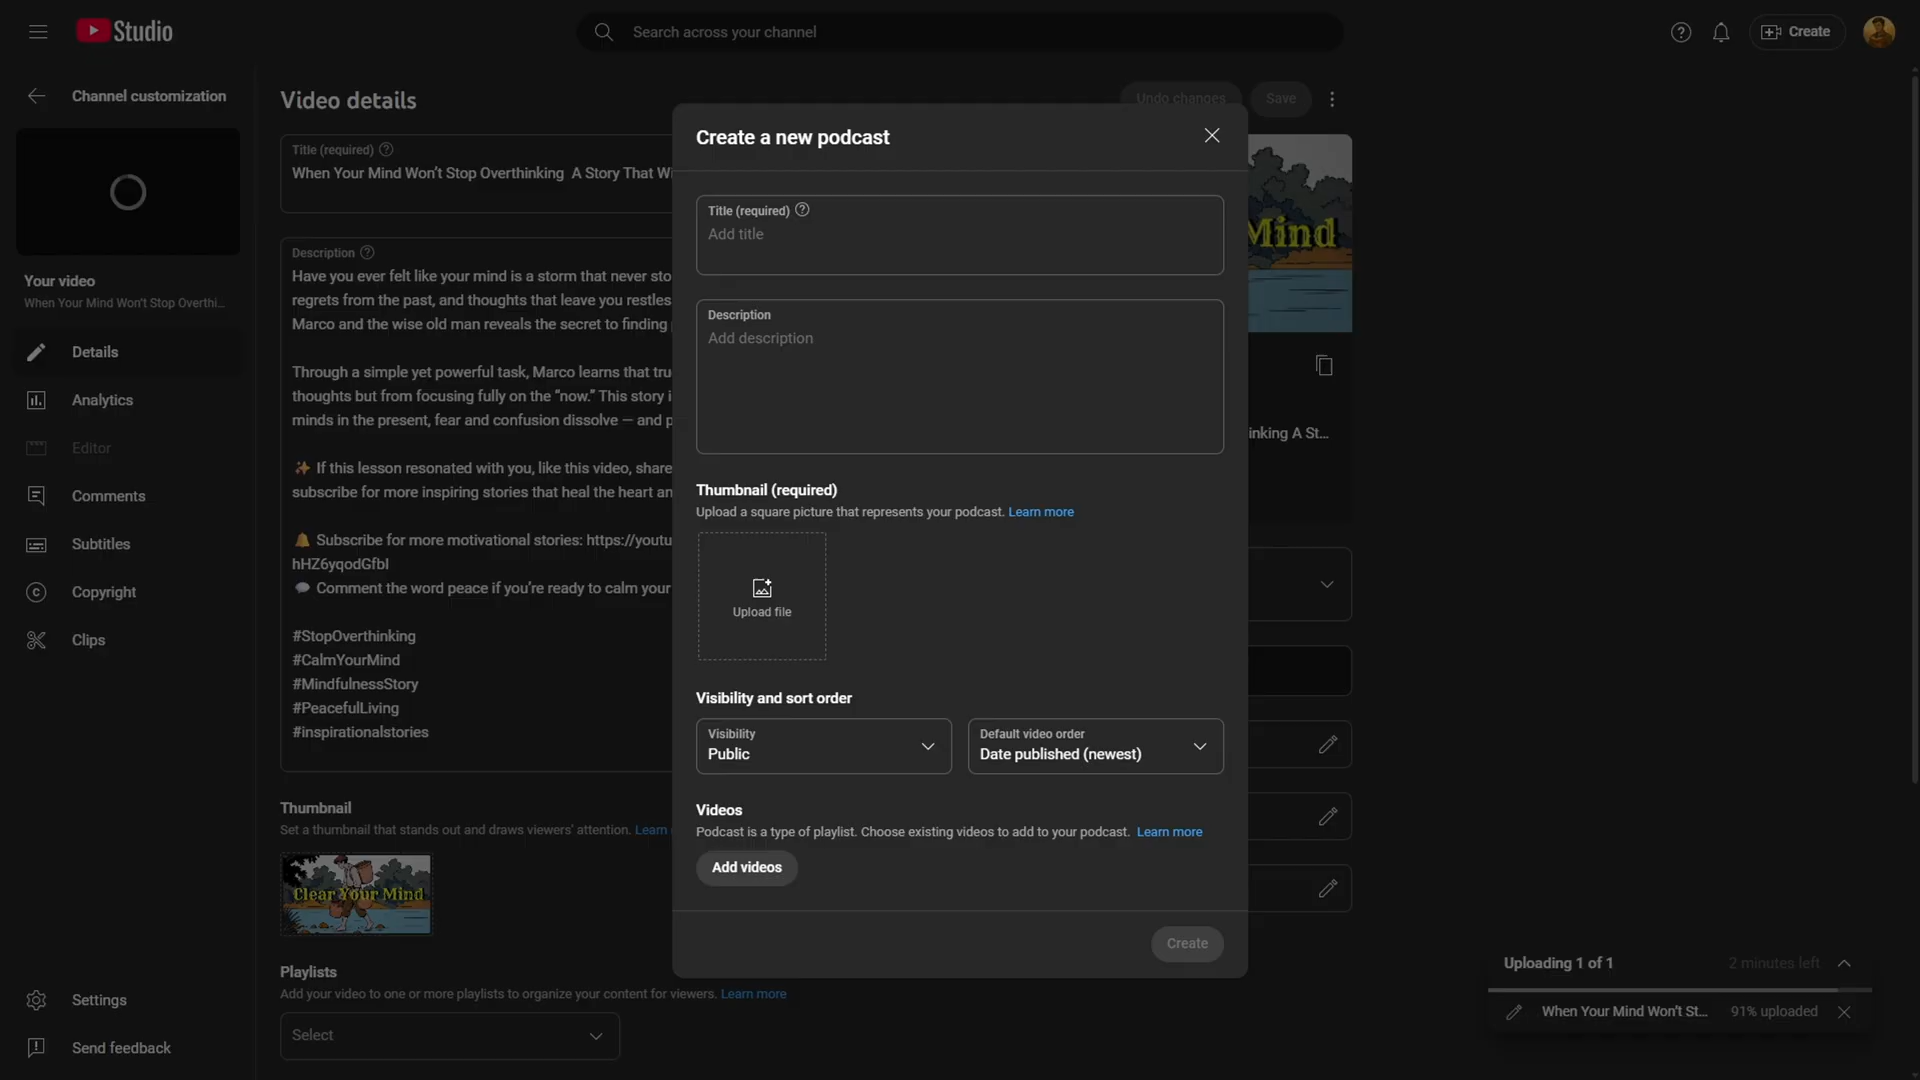 Studio
Search across your channel
Create
Channel customization
Your video
When Your Mind Won't Stop Overthi...
Details
Analytics
Editor
Comments
Subtitles
Copyright
Clips
Settings
Send feedback
Video details
Undo changes
Save
Title (required)
When Your Mind Won't Stop Overthinking A Story That Wi
Description
Have you ever felt like your mind is a storm that never sto
regrets from the past, and thoughts that leave you restles
Marco and the wise old man reveals the secret to finding
Through a simple yet powerful task, Marco learns that tru
thoughts but from focusing fully on the “now.” This story i
minds in the present, fear and confusion dissolve — and p
✨ If this lesson resonated with you, like this video, share
subscribe for more inspiring stories that heal the heart an
🔔 Subscribe for more motivational stories: https://youtu
hHZ6yqodGfbI
💬 Comment the word peace if you’re ready to calm your
#StopOverthinking
#CalmYourMind
#MindfulnessStory
#PeacefulLiving
#inspirationalstories
Thumbnail
Set a thumbnail that stands out and draws viewers' attention. Learn
Clear Your Mind
Playlists
Add your video to one or more playlists to organize your content for viewers. Learn more
Select
Create a new podcast
Title (required)
Add title
Description
Add description
Thumbnail (required)
Upload a square picture that represents your podcast. Learn more
Upload file
Visibility and sort order
Visibility
Public
Default video order
Date published (newest)
Videos
Podcast is a type of playlist. Choose existing videos to add to your podcast. Learn more
Add videos
Create
Mind
inking A St...
Uploading 1 of 1
2 minutes left
When Your Mind Won't St...
91% uploaded